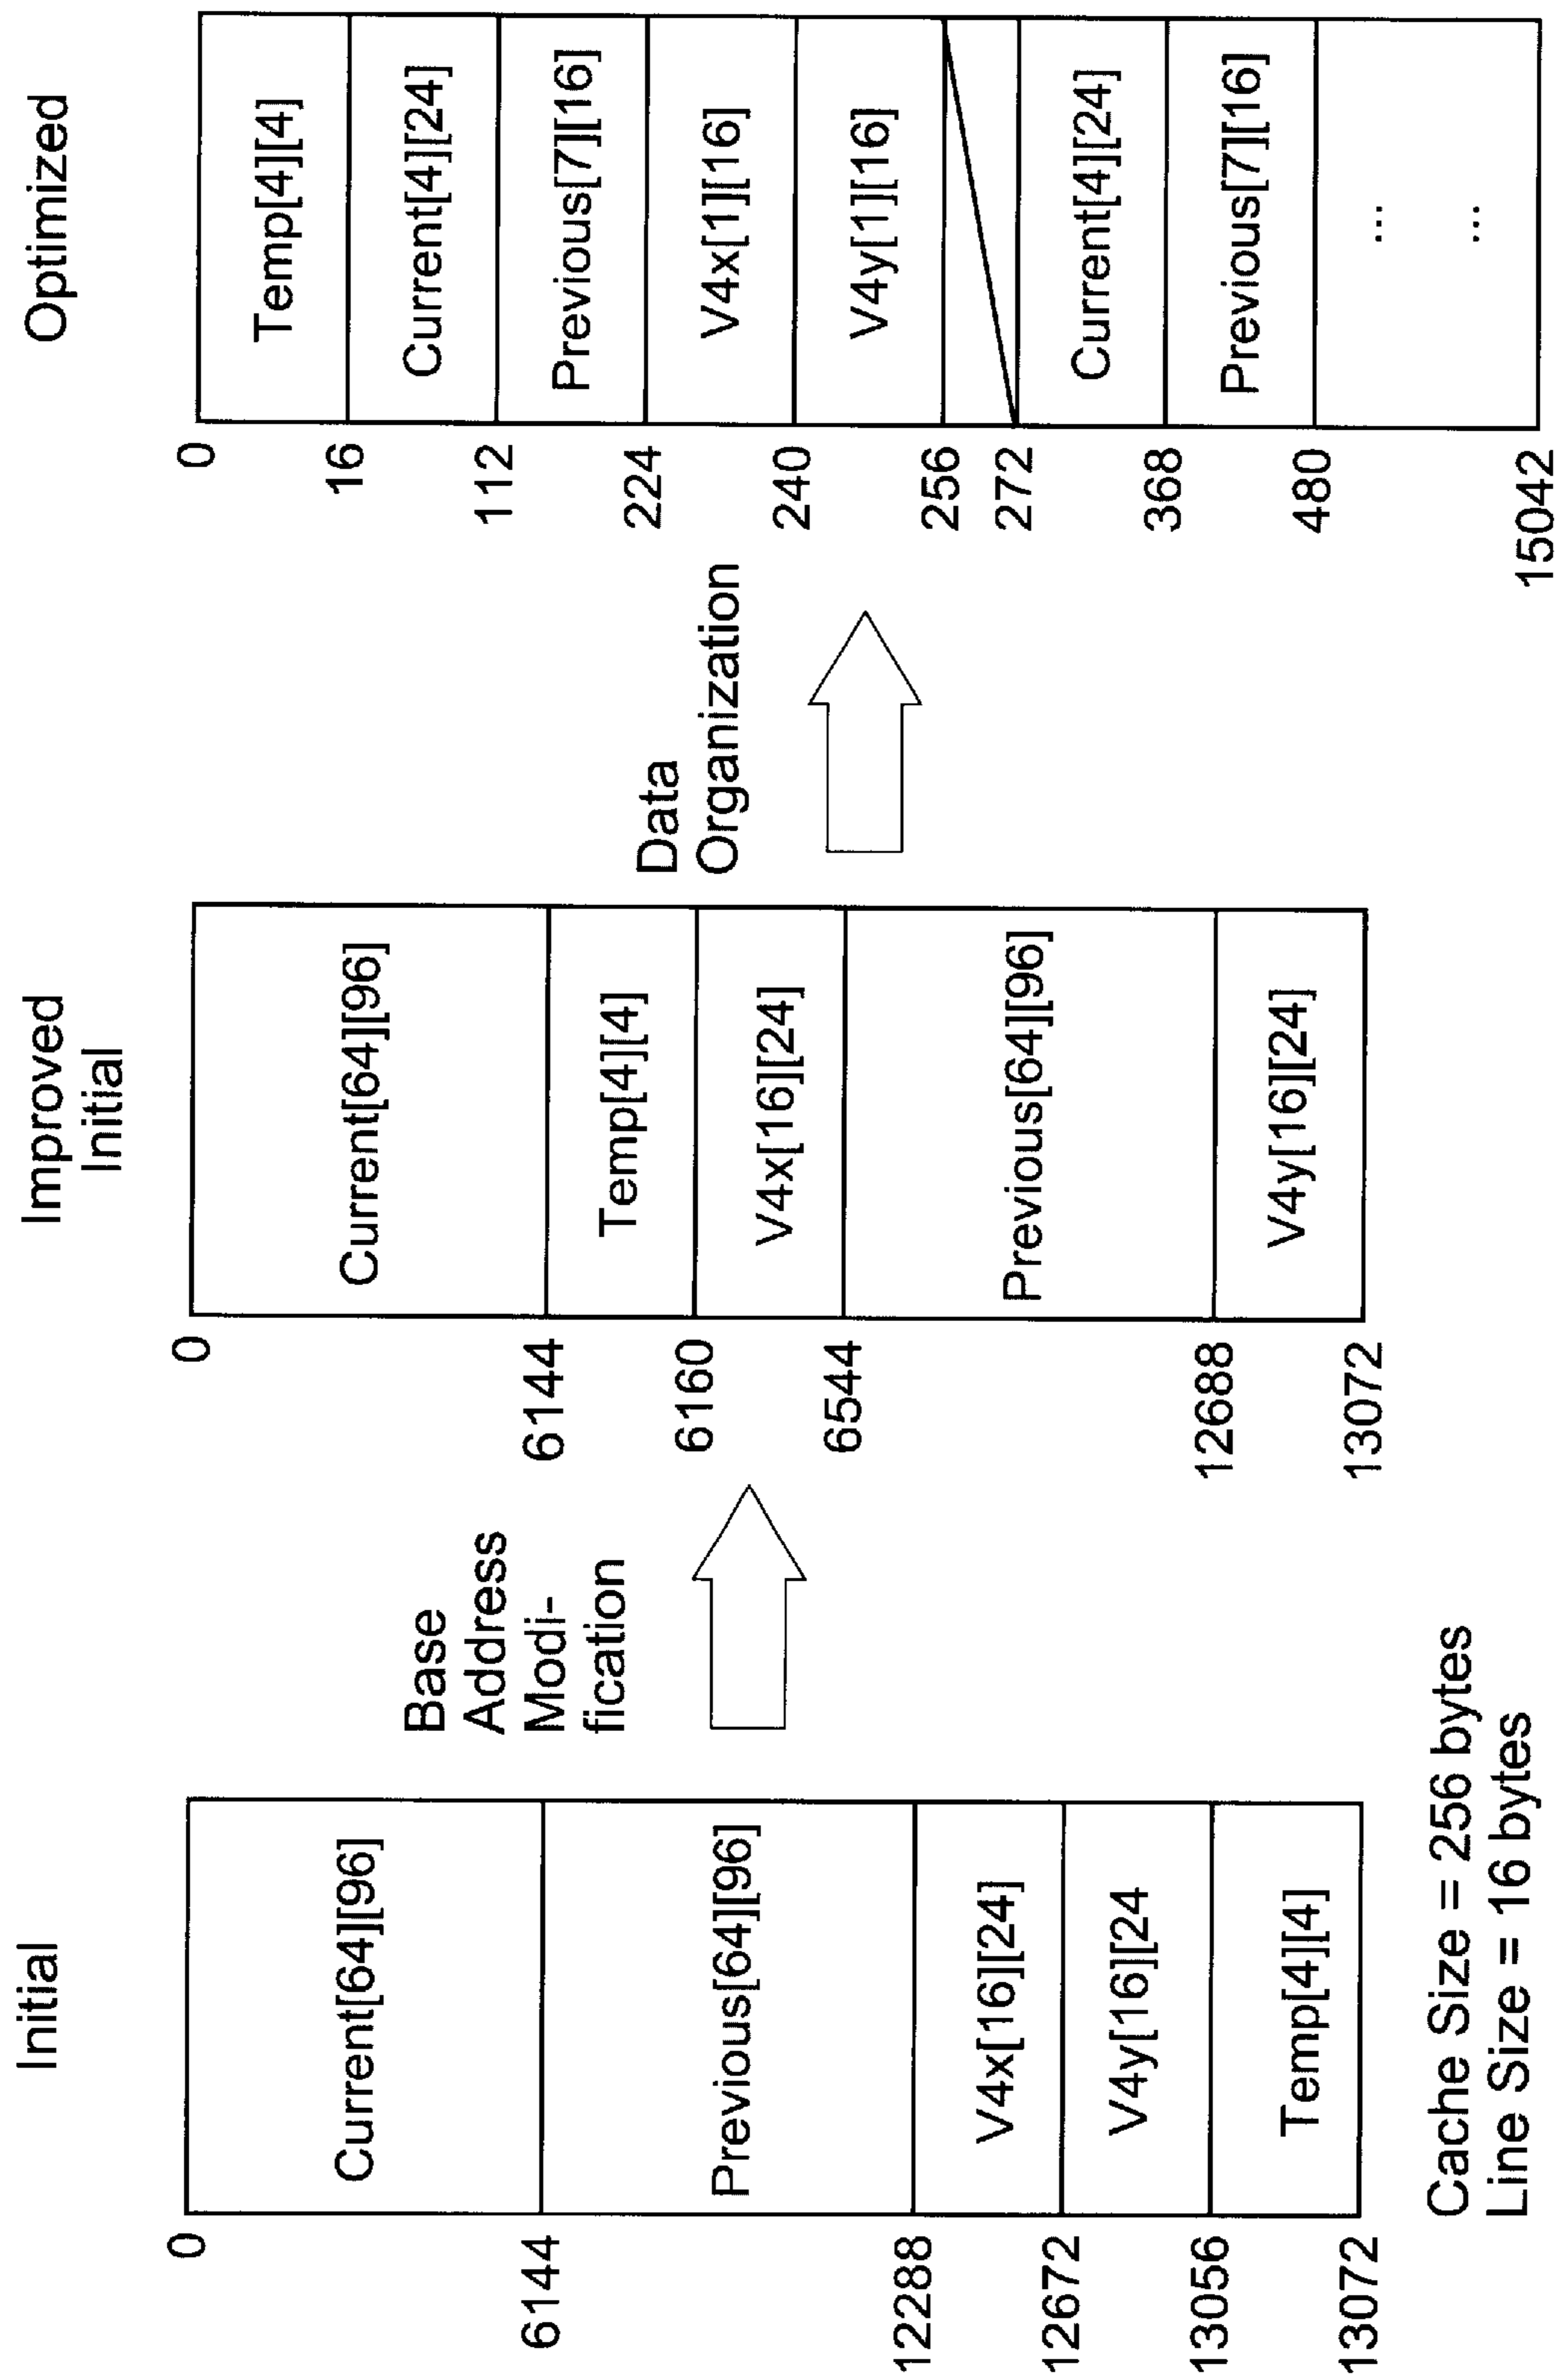 Initial
0
Current[64][96]
6144
Previous[64][96]
12288
V4x[16][24]
12672
V4y[16][24
13056
Temp[4][4]
13072
Cache Size = 256 bytes
Line Size = 16 bytes
Base
Address
Modi-
fication
Improved
Initial
0
Current[64][96]
6144
Temp[4][4]
6160
V4x[16][24]
6544
Previous[64][96]
12688
V4y[16][24]
13072
Data
Organization
Optimized
0
Temp[4][4]
16
Current[4][24]
112
Previous[7][16]
224
V4x[1][16]
240
V4y[1][16]
256
272
Current[4][24]
368
Previous[7][16]
480
...
...
15042